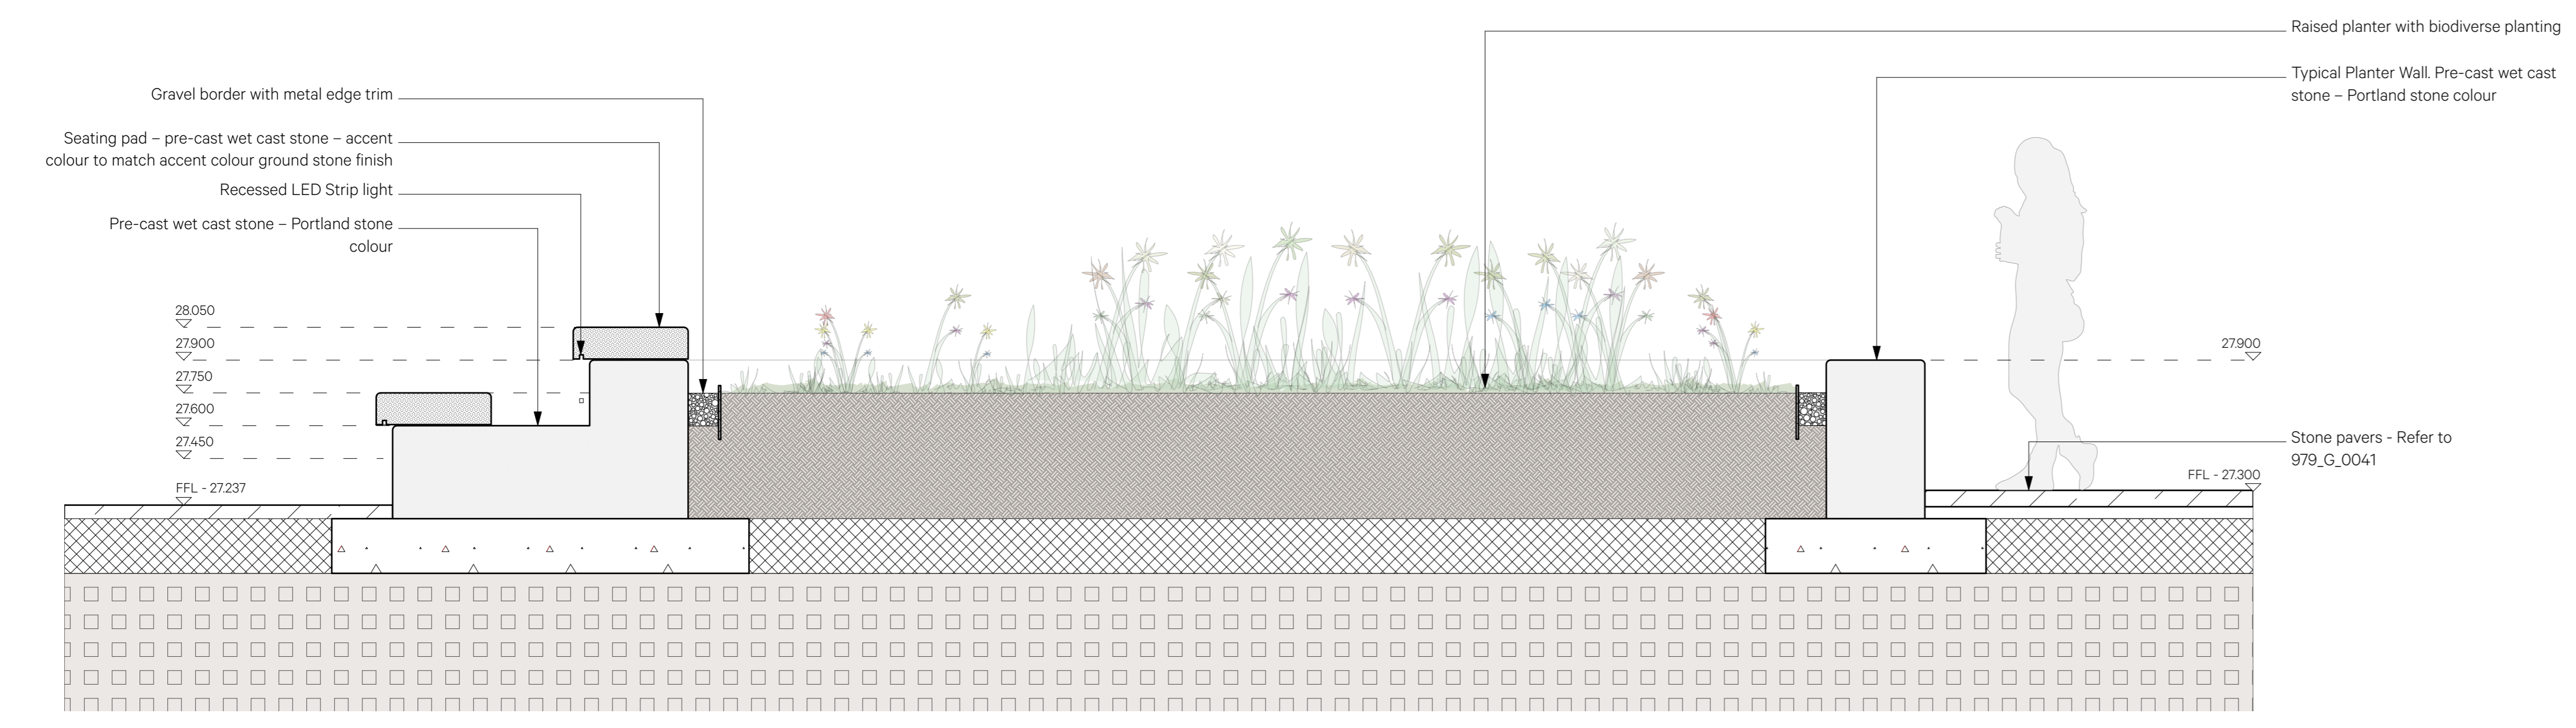 Raised planter with biodiverse planting
Typical Planter Wall. Pre-cast wet cast
stone – Portland stone colour
Gravel border with metal edge trim
Seating pad – pre-cast wet cast stone – accent
colour to match accent colour ground stone finish
Recessed LED Strip light
Pre-cast wet cast stone – Portland stone
colour
28.050
27.900
27.750
27.600
27.450
FFL - 27.237
27.900
Stone pavers - Refer to
979_G_0041
FFL - 27.300